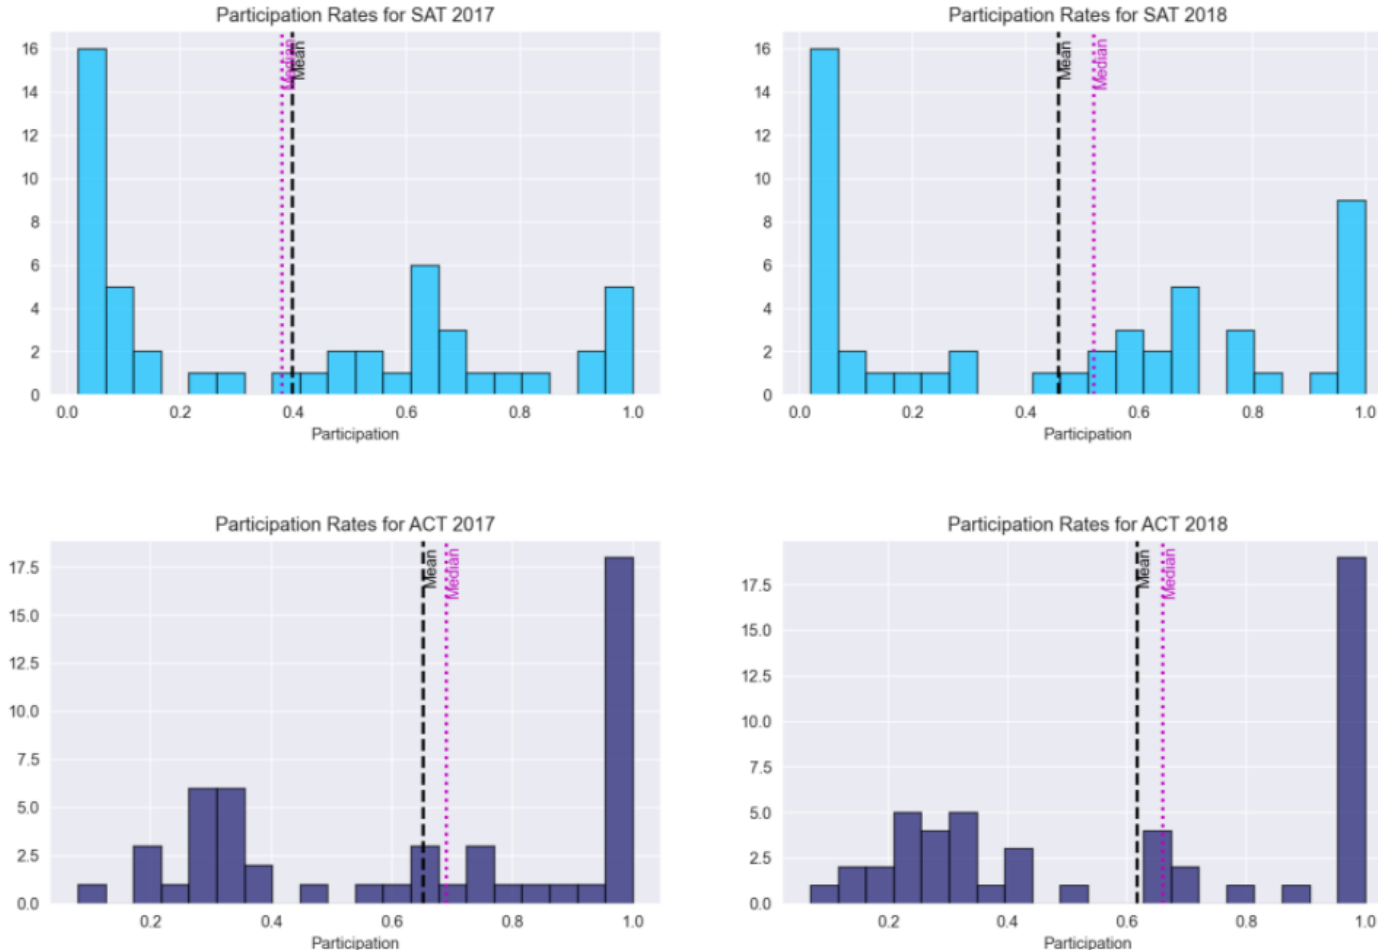 Participation Rates for SAT 2017
16
14
12
10
8
6
4
2
0
Median
Mean
0.0 0.2 0.4 0.6 0.8 1.0
Participation
Participation Rates for SAT 2018
16
14
12
10
8
6
4
2
0
Mean
Median
0.0 0.2 0.4 0.6 0.8 1.0
Participation
Participation Rates for ACT 2017
17.5
15.0
12.5
10.0
7.5
5.0
2.5
0.0
Mean
Median
0.2 0.4 0.6 0.8 1.0
Participation
Participation Rates for ACT 2018
17.5
15.0
12.5
10.0
7.5
5.0
2.5
0.0
Mean
Median
0.2 0.4 0.6 0.8 1.0
Participation